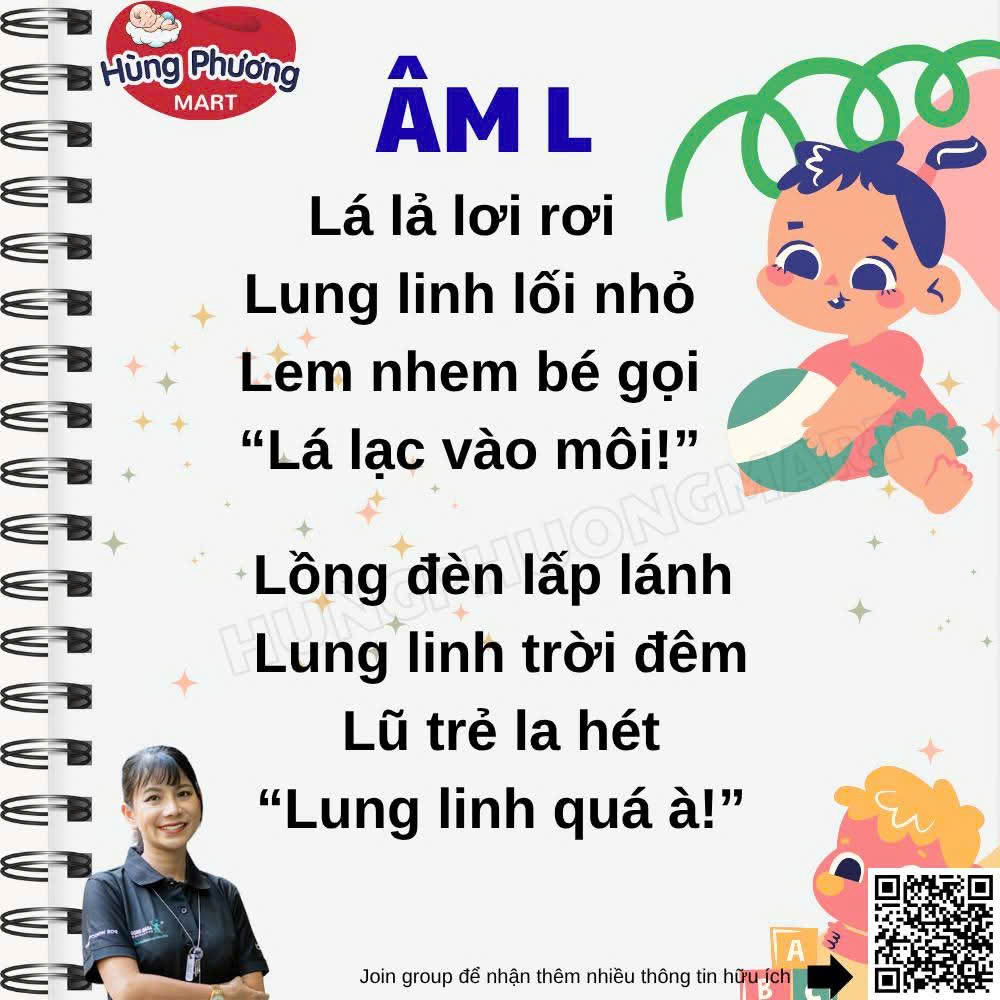 Hùng Phương
MART
ÂM L
Lá lả lơi rơi
Lung linh lối nhỏ
Lem nhem bé gọi
“Lá lạc vào môi!”
Lồng đèn lấp lánh
Lung linh trời đêm
Lũ trẻ la hét
“Lung linh quá à!”
HUNGPHUONGMART
Join group để nhận thêm nhiều thông tin hữu ích
A
B
C